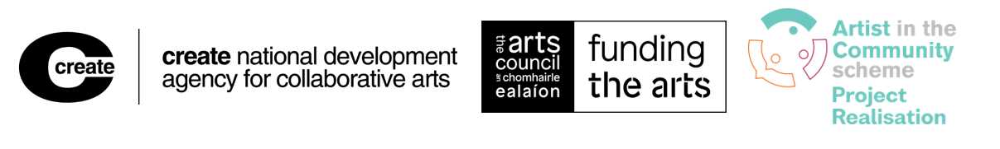 create
create national development
agency for collaborative arts
the arts
council
an chomhairle
ealaíon
funding
the arts
Artist in the
Community
scheme
Project
Realisation